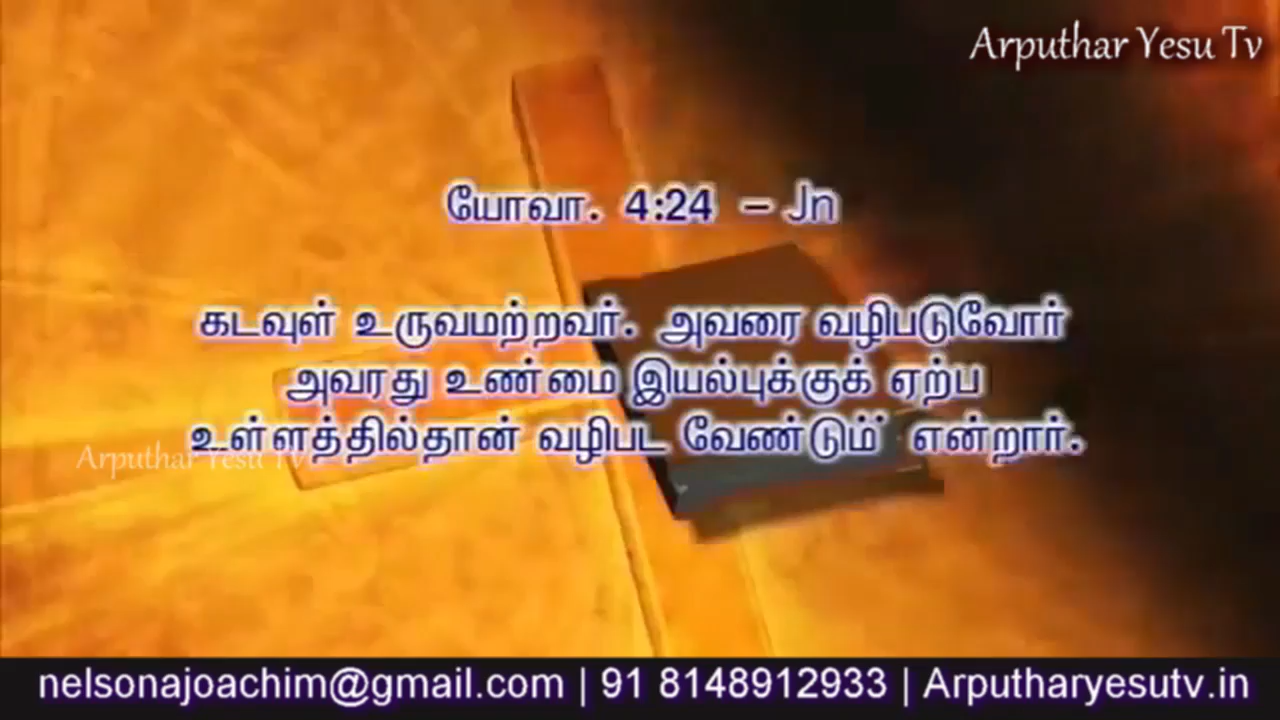 Arputhar Yesu Tv
யோவா. 4:24 – Jn
கடவுள் உருவமற்றவர். அவரை வழிபடுவோர்
அவரது உண்மை இயல்புக்குக் ஏற்ப
உள்ளத்தில்தான் வழிபட வேண்டும்" என்றார்.
Arputhar Yesu Tv
nelsonajoachim@gmail.com | 91 8148912933 | Arputharyesutv.in